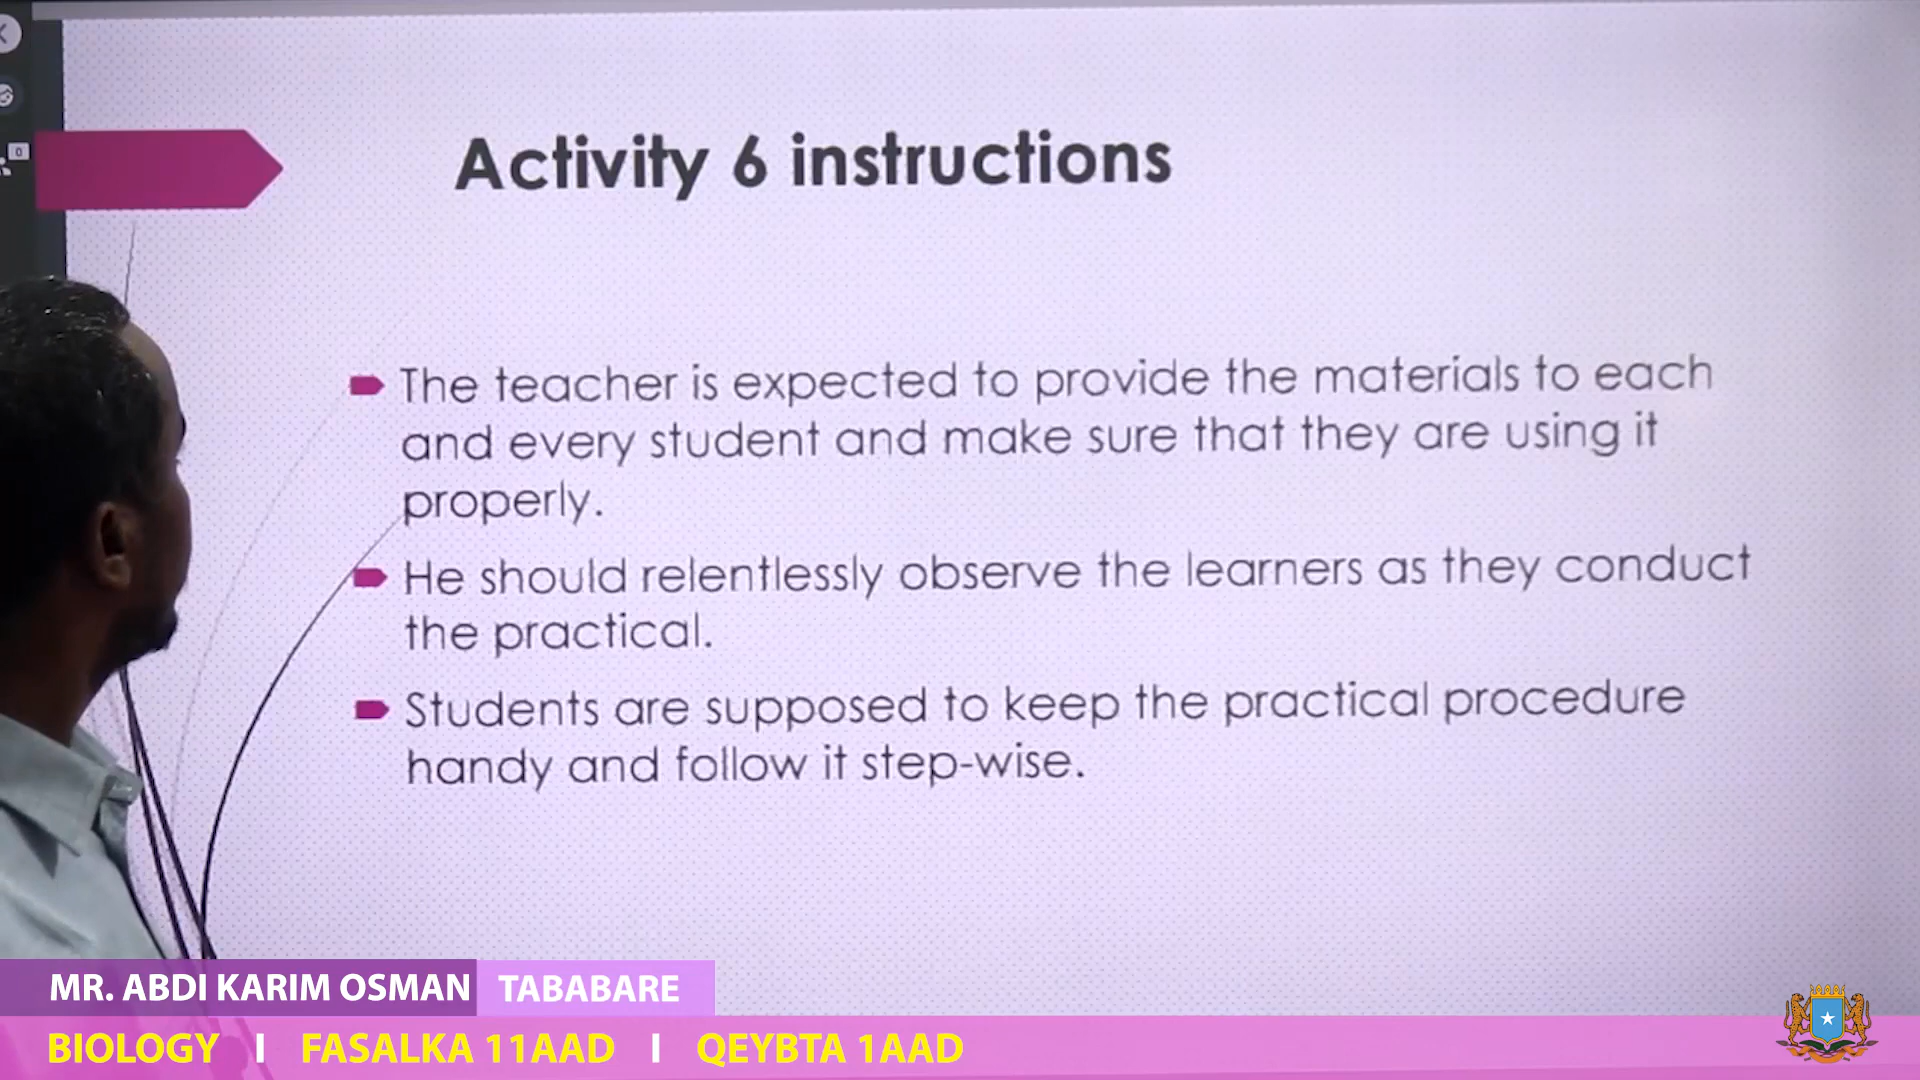 0
Activity 6 instructions
The teacher is expected to provide the materials to each
and every student and make sure that they are using it
properly.
He should relentlessly observe the learners as they conduct
the practical.
Students are supposed to keep the practical procedure
handy and follow it step-wise.
MR. ABDI KARIM OSMAN TABABARE
BIOLOGY I FASALKA 11AAD I QEYBTA 1AAD